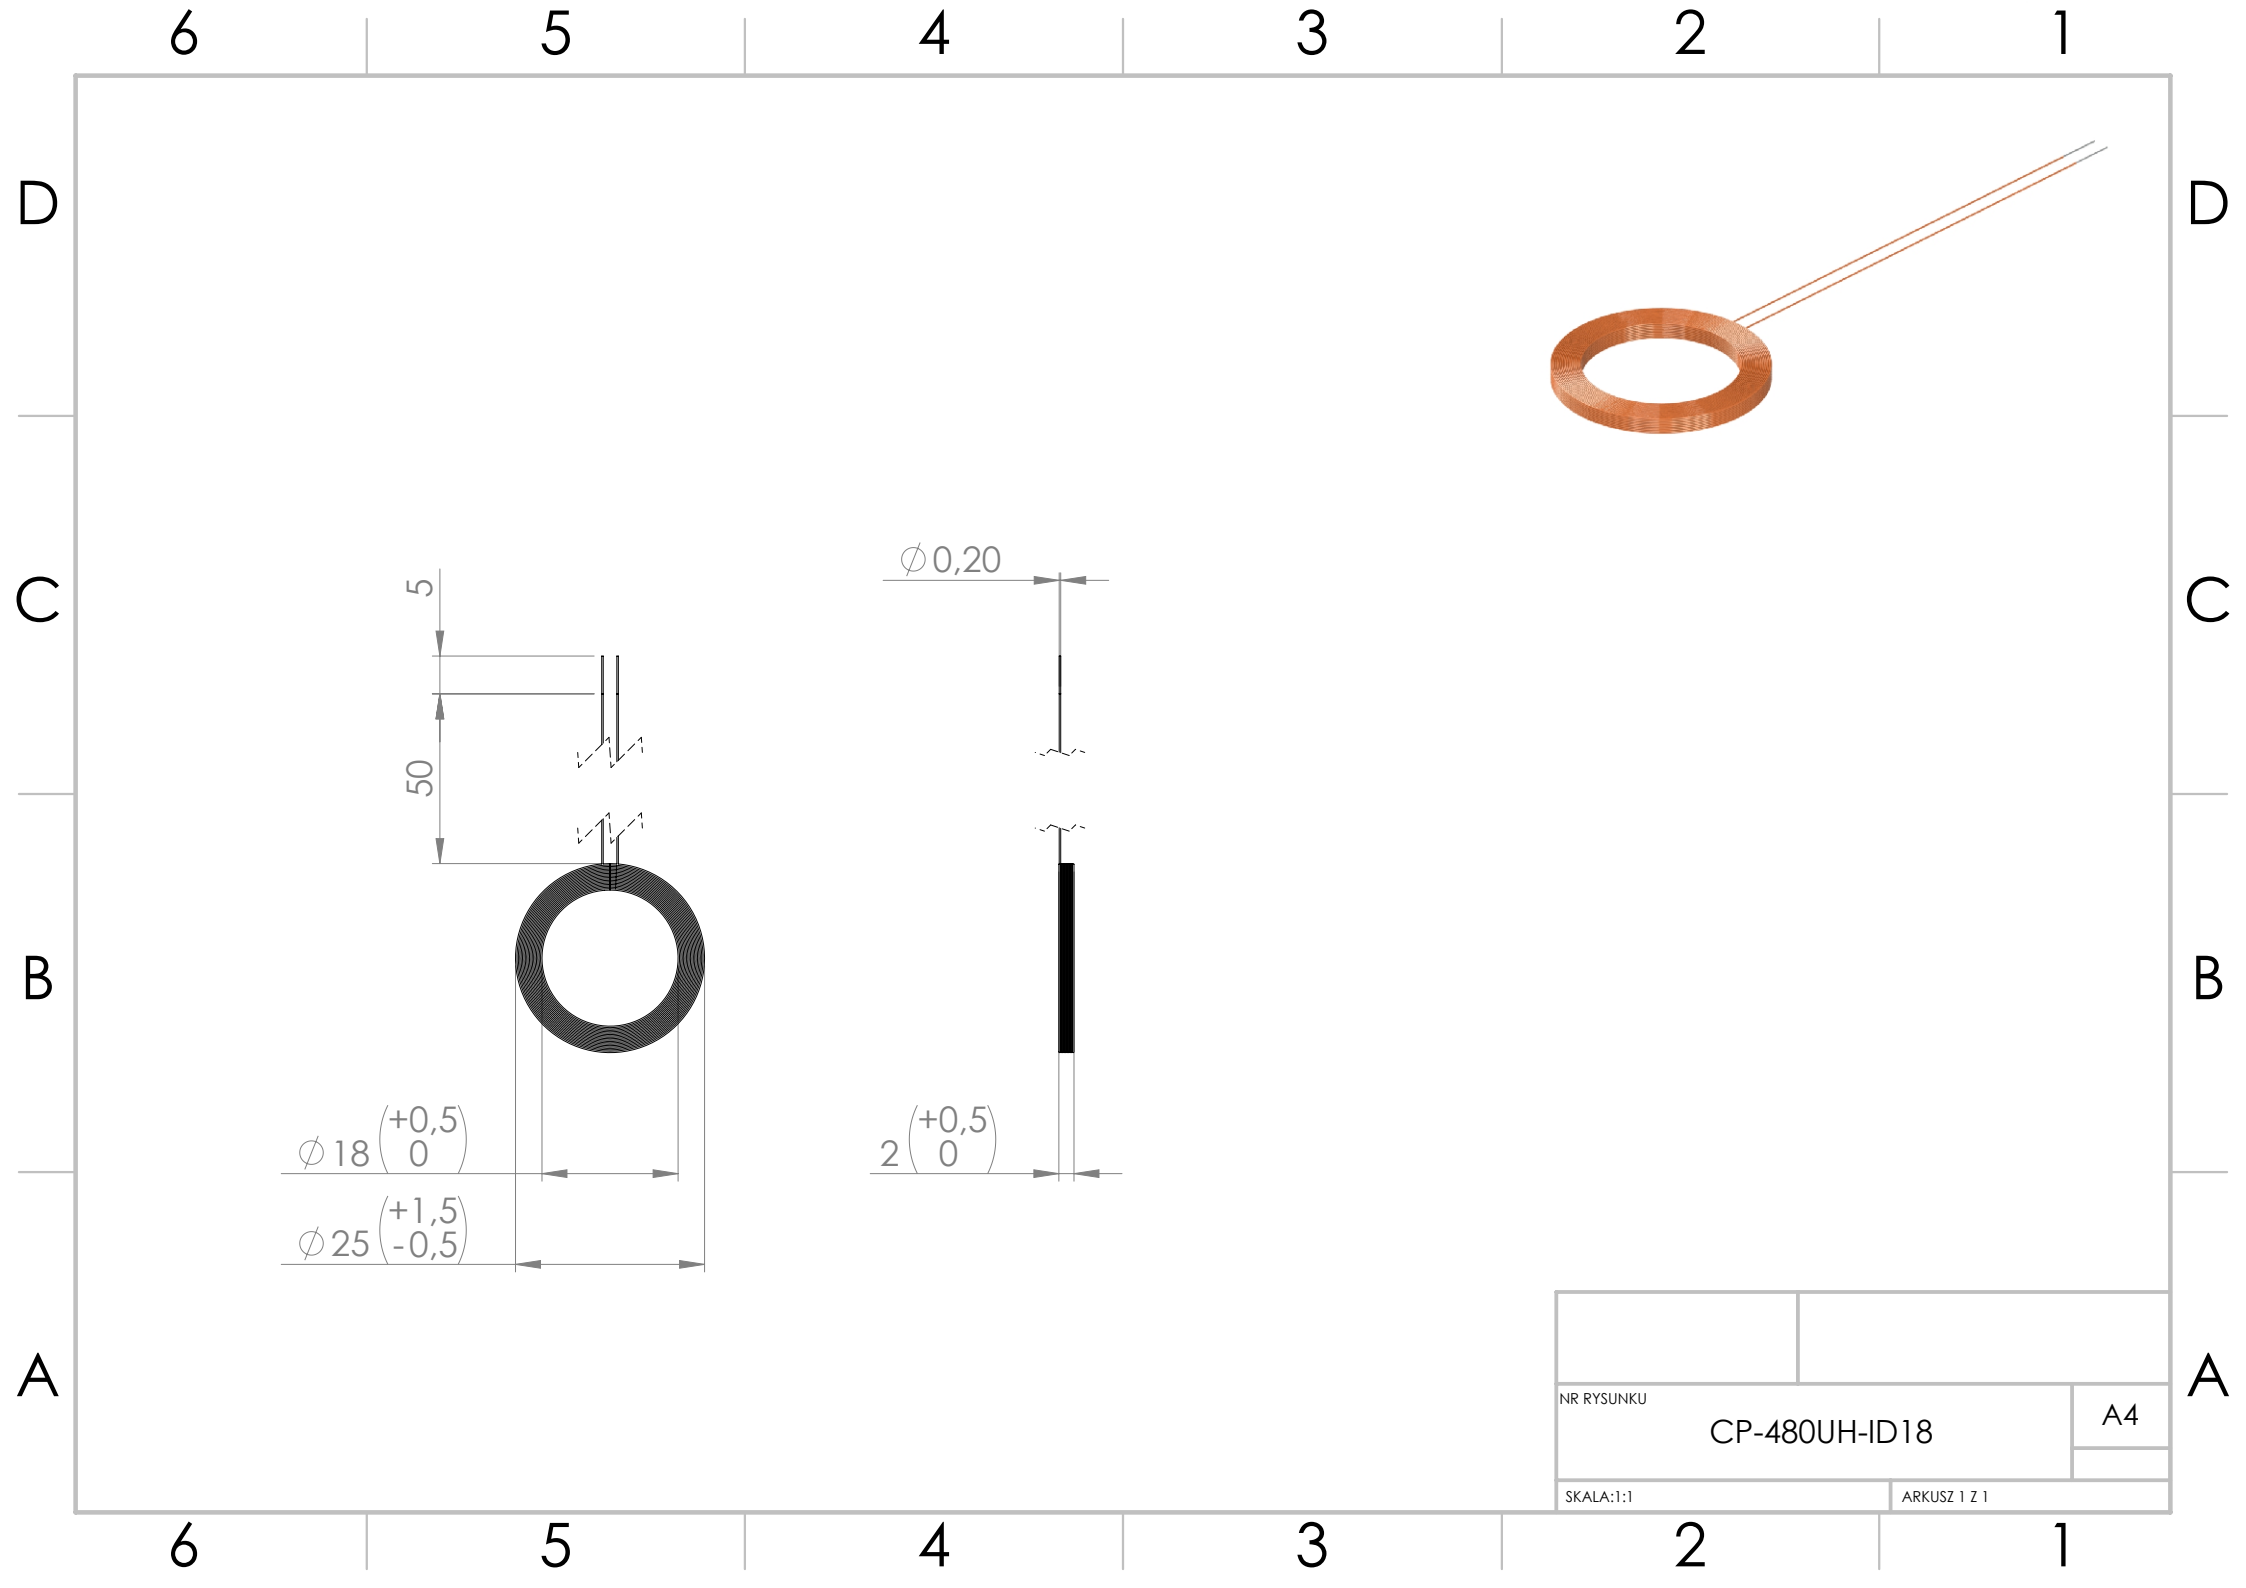 6 5 4 3 2 1
D D
⌀0,20
5
C C
50
B B
+0,5
⌀18 ( 0 )
+0,5
2 ( 0 )
+1,5
⌀25 (-0,5)
A A
NR RYSUNKU
CP-480UH-ID18
A4
SKALA:1:1
ARKUSZ 1 Z 1
6 5 4 3 2 1